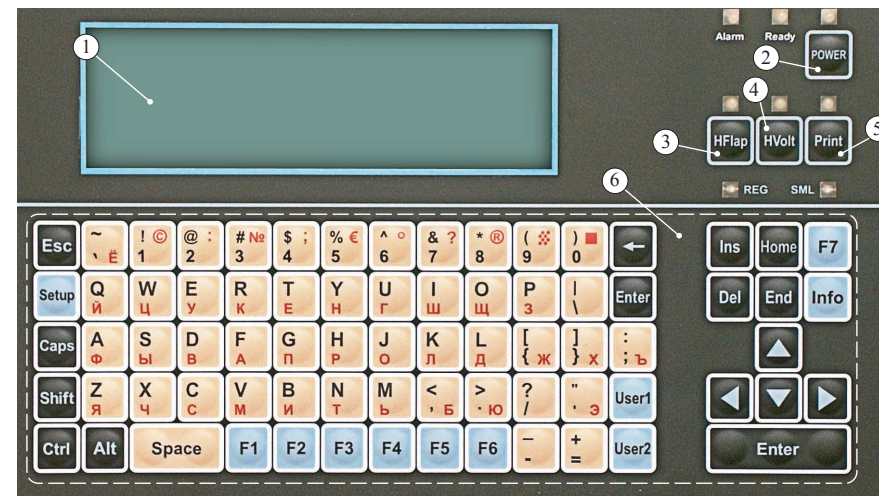 1
Alarm Ready
2 POWER
4
3 HFlap HVolt Print 5
6 REG SML
Esc ~ ` Ё ! © 1 @ : 2 # № 3 $ ; 4 % € 5 ^ ° 6 & ? 7 * ® 8 ( 9 ) 0 ← Ins Home F7
Setup Q Й W Ц E У R К T Е Y Н U Г I Ш O Щ P З | \ Enter Del End Info
Caps A Ф S Ы D В F А G П H Р J О K Л L Д [ { Ж ] } Х : ; Ъ
Shift Z Я X Ч C С V М B И N Т M Ь < , Б > . Ю ? / " ' Э User1
Ctrl Alt Space F1 F2 F3 F4 F5 F6 _ - + = User2 Enter